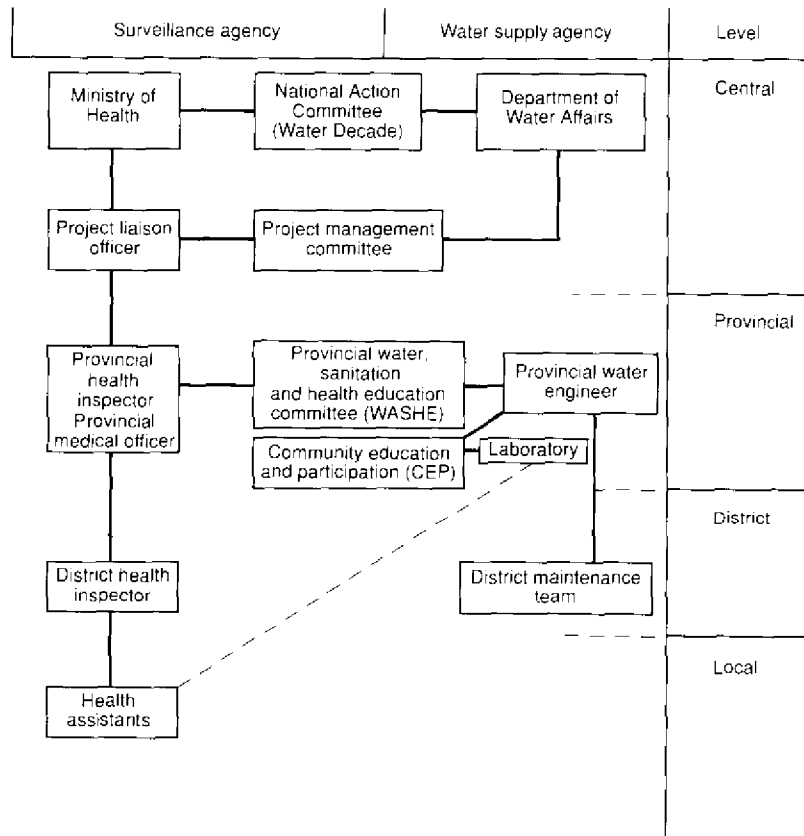 Surveillance agency
Water supply agency
Level
Ministry of
Health
National Action
Committee
(Water Decade)
Department of
Water Affairs
Central
Project liaison
officer
Project management
committee
Provincial
Provincial
health
inspector
Provincial
medical officer
Provincial water,
sanitation
and health education
committee (WASHE)
Provincial water
engineer
Community education
and participation (CEP)
Laboratory
District
District health
inspector
District maintenance
team
Local
Health
assistants